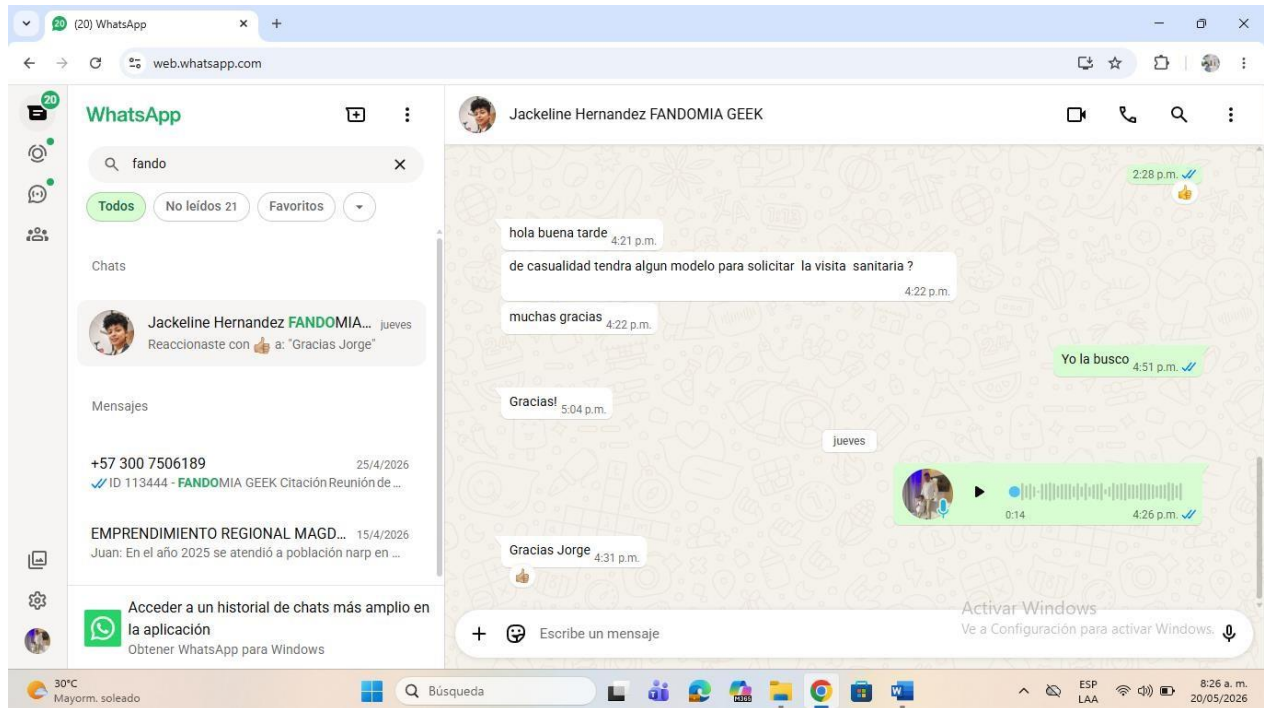 20
(20) WhatsApp
web.whatsapp.com
20
WhatsApp
fando
Todos
No leídos 21
Favoritos
Chats
Jackeline Hernandez FANDOMIA... jueves
Reaccionaste con 👍🏼 a: "Gracias Jorge"
Mensajes
+57 300 7506189 25/4/2026
ID 113444 - FANDOMIA GEEK Citación Reunión de ...
EMPRENDIMIENTO REGIONAL MAGD... 15/4/2026
Juan: En el año 2025 se atendió a población narp en ...
Acceder a un historial de chats más amplio en
la aplicación
Obtener WhatsApp para Windows
Jackeline Hernandez FANDOMIA GEEK
2:28 p.m.
hola buena tarde 4:21 p.m.
de casualidad tendra algun modelo para solicitar la visita sanitaria ?
4:22 p.m.
muchas gracias 4:22 p.m.
Yo la busco 4:51 p.m.
Gracias! 5:04 p.m.
jueves
0:14 4:26 p.m.
Gracias Jorge 4:31 p.m.
Escribe un mensaje
Activar Windows
Ve a Configuración para activar Windows.
30°C
Mayorm. soleado
Búsqueda
M365
ESP
LAA
8:26 a. m.
20/05/2026